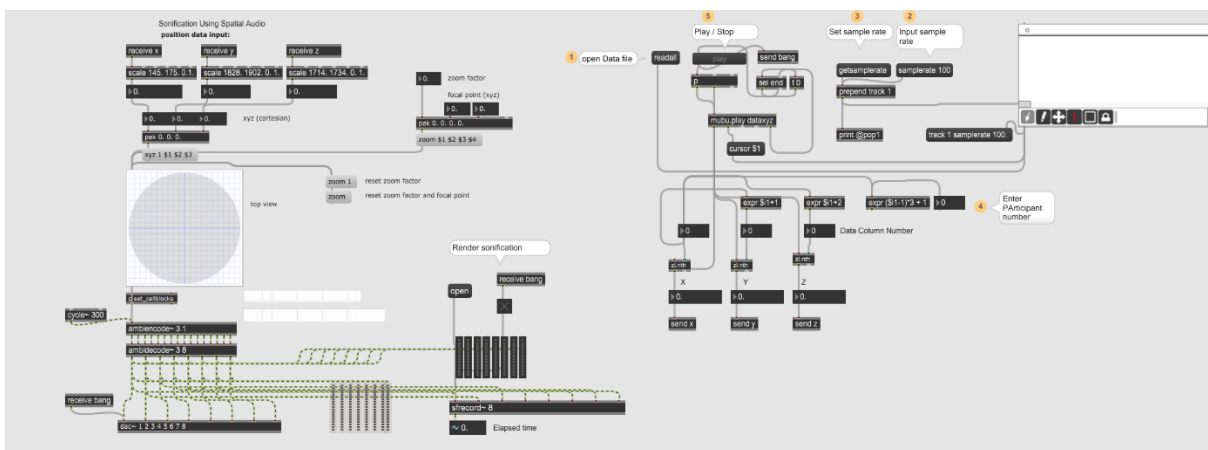 Sonification Using Spatial Audio
position data input:
receive x
receive y
receive z
scale 145. 175. 0.1.
scale 1828. 1902. 0. 1.
scale 1714. 1734. 0. 1.
0.
0.
0.
0.
0.
0.
xyz (cartesian)
pak 0. 0. 0.
xyz 1 $1 $2 $3
0.
zoom factor
focal point (xyz)
0.
0.
pak 0. 0. 0. 0.
zoom $1 $2 $3 $4
zoom 1
reset zoom factor
zoom
reset zoom factor and focal point
top view
cycle~ 300
ambiencode~ 3 1
ambidecode~ 3 8
receive bang
dac~ 1 2 3 4 5 6 7 8
Render sonification
receive bang
open
sfrecord~ 8
0.
Elapsed time
1
open Data file
readall
5
Play / Stop
play
send bang
p
sel end
t 0
mubu.play dataxyz
cursor $1
3
Set sample rate
2
Input sample
rate
getsamplerate
samplerate 100
prepend track 1
print @pop1
track 1 samplerate 100.
expr $i1+1
expr $i1+2
expr ($i1-1)*3 + 1
0
4
Enter
PArticipant
number
0
0
0
Data Column Number
zl.nth
zl.nth
zl.nth
X
Y
Z
0.
0.
0.
send x
send y
send z